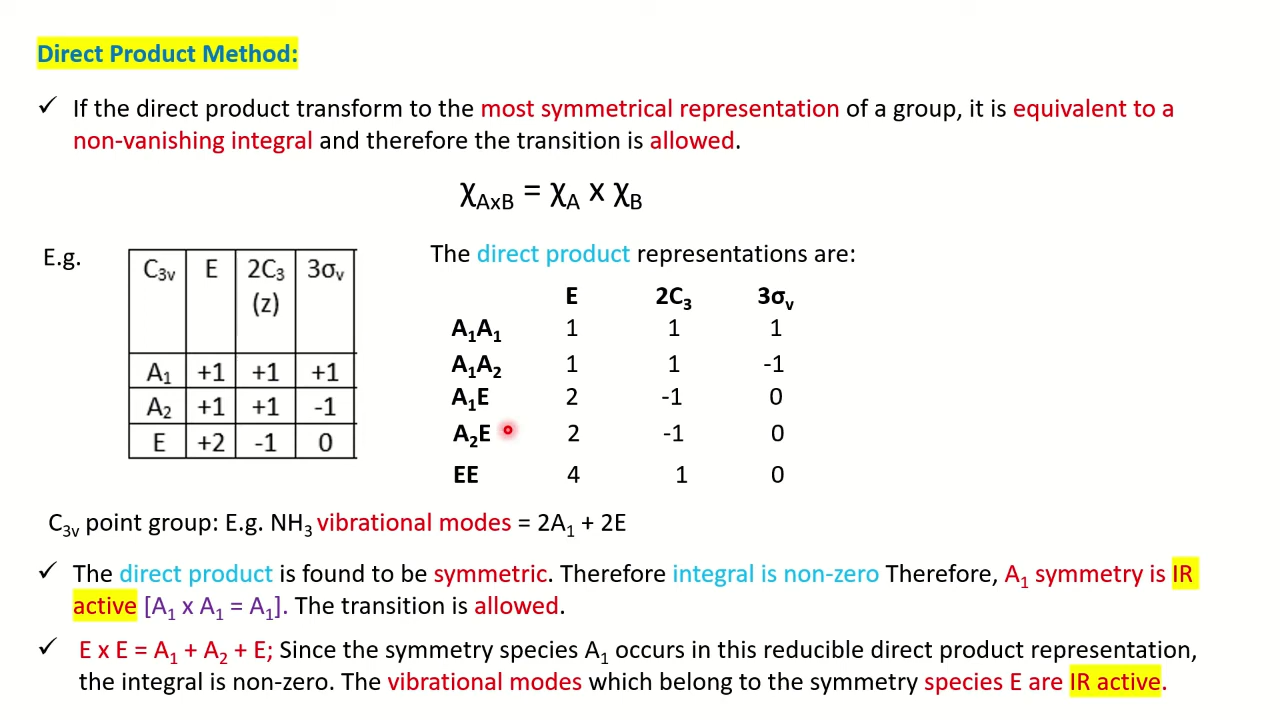 Direct Product Method:
✓ If the direct product transform to the most symmetrical representation of a group, it is equivalent to a
non-vanishing integral and therefore the transition is allowed.
χAxB = χA x χB
E.g.
C3v E 2C3 3σv
(z)
A1 +1 +1 +1
A2 +1 +1 -1
E +2 -1 0
The direct product representations are:
E 2C3 3σv
A1A1 1 1 1
A1A2 1 1 -1
A1E 2 -1 0
A2E 2 -1 0
EE 4 1 0
C3v point group: E.g. NH3 vibrational modes = 2A1 + 2E
✓ The direct product is found to be symmetric. Therefore integral is non-zero Therefore, A1 symmetry is IR
active [A1 x A1 = A1]. The transition is allowed.
✓ E x E = A1 + A2 + E; Since the symmetry species A1 occurs in this reducible direct product representation,
the integral is non-zero. The vibrational modes which belong to the symmetry species E are IR active.